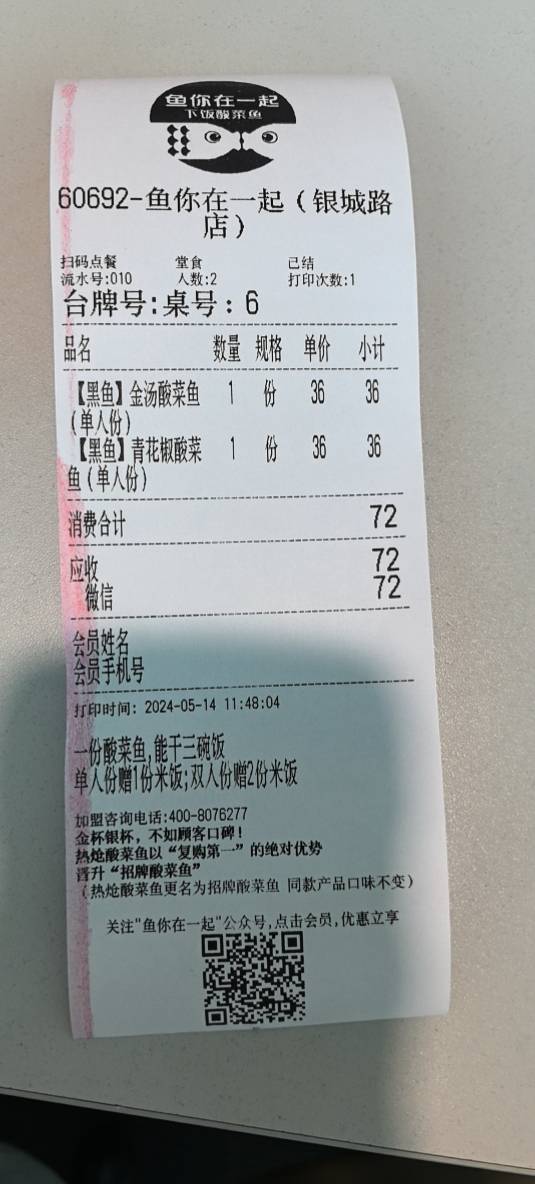 鱼你在一起
下饭酸菜鱼
60692-鱼你在一起（银城路
店）
扫码点餐 堂食 已结
流水号:010 人数:2 打印次数:1
台牌号:桌号：6
品名 数量 规格 单价 小计
【黑鱼】金汤酸菜鱼 1 份 36 36
(单人份)
【黑鱼】青花椒酸菜 1 份 36 36
鱼(单人份)
消费合计 72
应收 72
微信 72
会员姓名
会员手机号
打印时间: 2024-05-14 11:48:04
一份酸菜鱼,能干三碗饭
单人份赠1份米饭;双人份赠2份米饭
加盟咨询电话:400-8076277
金杯银杯，不如顾客口碑！
热炝酸菜鱼以“复购第一”的绝对优势
晋升“招牌酸菜鱼”
（热炝酸菜鱼更名为招牌酸菜鱼 同款产品口味不变）
关注"鱼你在一起"公众号,点击会员,优惠立享